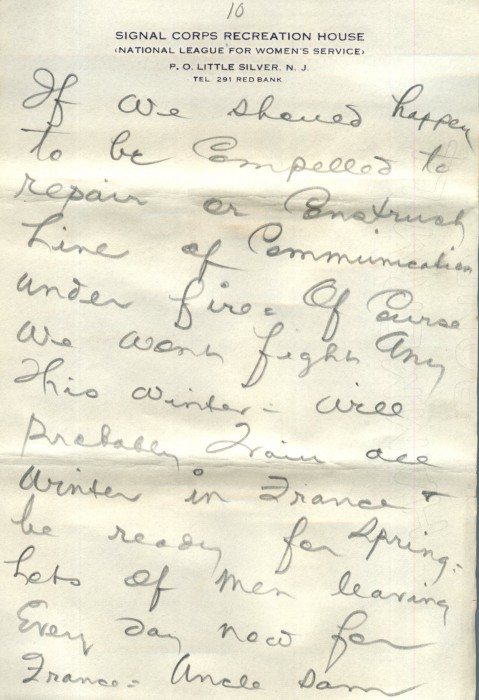 10
SIGNAL CORPS RECREATION HOUSE
(NATIONAL LEAGUE FOR WOMEN'S SERVICE)
P. O. LITTLE SILVER, N. J.
TEL. 291 RED BANK
If we should happen
to be Compelled to
repair or Construct
Line of Communication
under fire = Of Course
we wont fight Any
This winter - will
Probably Train all
Winter in France +
be ready for Spring -
Lots of men leaving
Every day now for
France = Uncle Sam